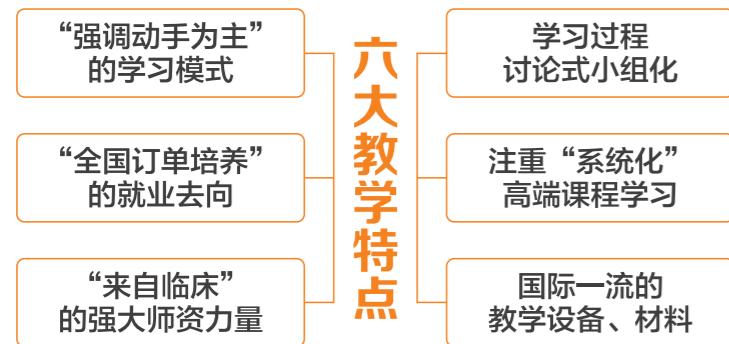 “强调动手为主”
的学习模式
“全国订单培养”
的就业去向
“来自临床”
的强大师资力量
六大教学特点
学习过程
讨论式小组化
注重“系统化”
高端课程学习
国际一流的
教学设备、材料